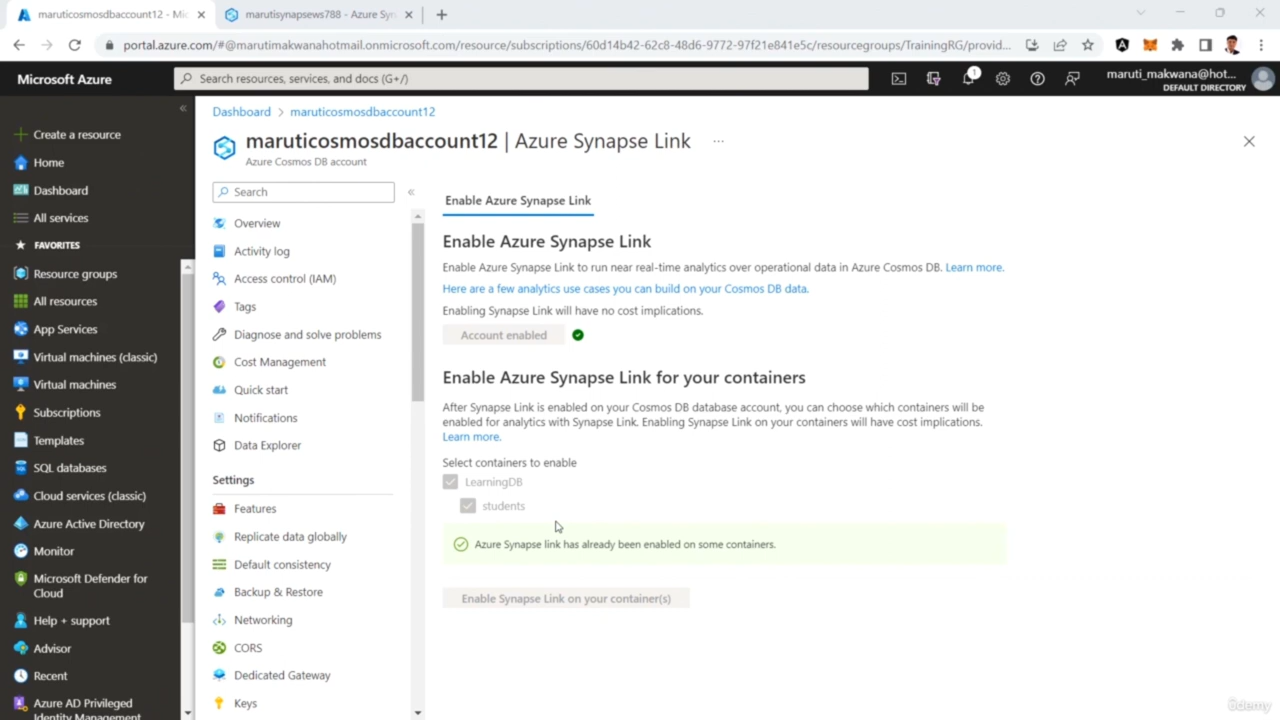 maruticosmosdbaccount12 - Mic
marutisynapsews788 - Azure Syn
portal.azure.com/#@marutimakwanahotmail.onmicrosoft.com/resource/subscriptions/60d14b42-62c8-48d6-9772-97f21e841e5c/resourcegroups/TrainingRG/provid...
Microsoft Azure
Search resources, services, and docs (G+/)
1
maruti_makwana@hot...
DEFAULT DIRECTORY
Create a resource
Home
Dashboard
All services
FAVORITES
Resource groups
All resources
App Services
Virtual machines (classic)
Virtual machines
Subscriptions
Templates
SQL databases
Cloud services (classic)
Azure Active Directory
Monitor
Microsoft Defender for
Cloud
Help + support
Advisor
Recent
Azure AD Privileged
Identity Management
Dashboard > maruticosmosdbaccount12
maruticosmosdbaccount12 | Azure Synapse Link ...
Azure Cosmos DB account
Search
Overview
Activity log
Access control (IAM)
Tags
Diagnose and solve problems
Cost Management
Quick start
Notifications
Data Explorer
Settings
Features
Replicate data globally
Default consistency
Backup & Restore
Networking
CORS
Dedicated Gateway
Keys
Enable Azure Synapse Link
Enable Azure Synapse Link
Enable Azure Synapse Link to run near real-time analytics over operational data in Azure Cosmos DB. Learn more.
Here are a few analytics use cases you can build on your Cosmos DB data.
Enabling Synapse Link will have no cost implications.
Account enabled
Enable Azure Synapse Link for your containers
After Synapse Link is enabled on your Cosmos DB database account, you can choose which containers will be
enabled for analytics with Synapse Link. Enabling Synapse Link on your containers will have cost implications.
Learn more.
Select containers to enable
LearningDB
students
Azure Synapse link has already been enabled on some containers.
Enable Synapse Link on your container(s)
ûdemy